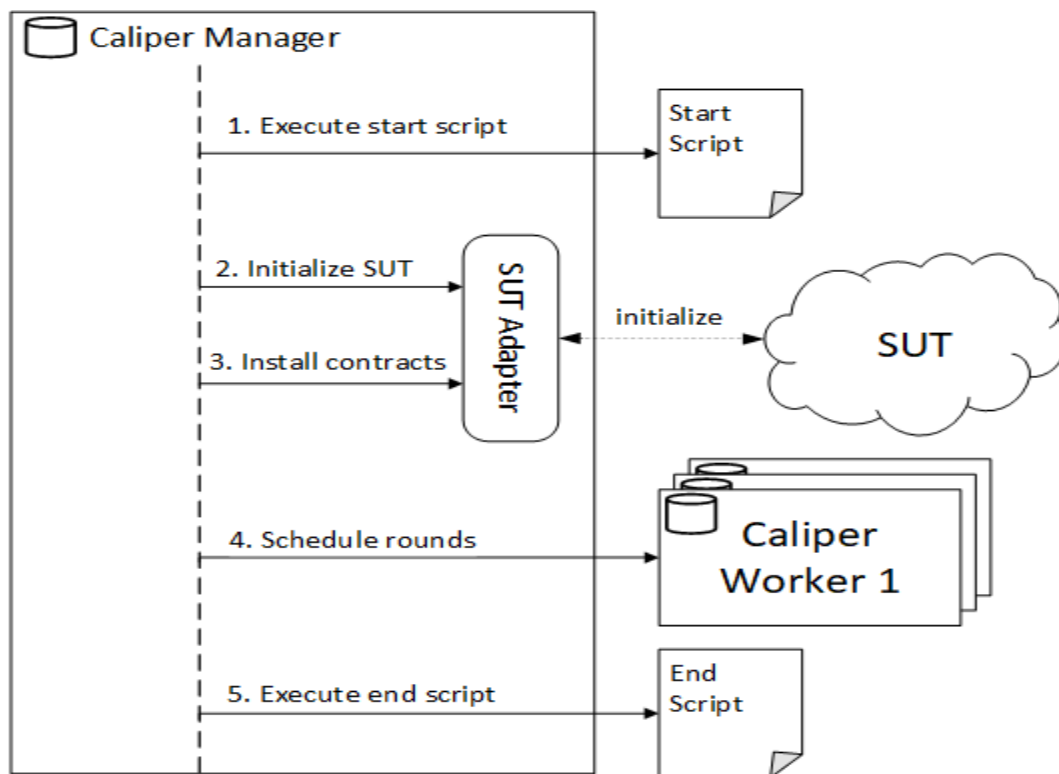 Caliper Manager
1. Execute start script
Start
Script
2. Initialize SUT
SUT Adapter
initialize
SUT
3. Install contracts
4. Schedule rounds
Caliper
Worker 1
5. Execute end script
End
Script